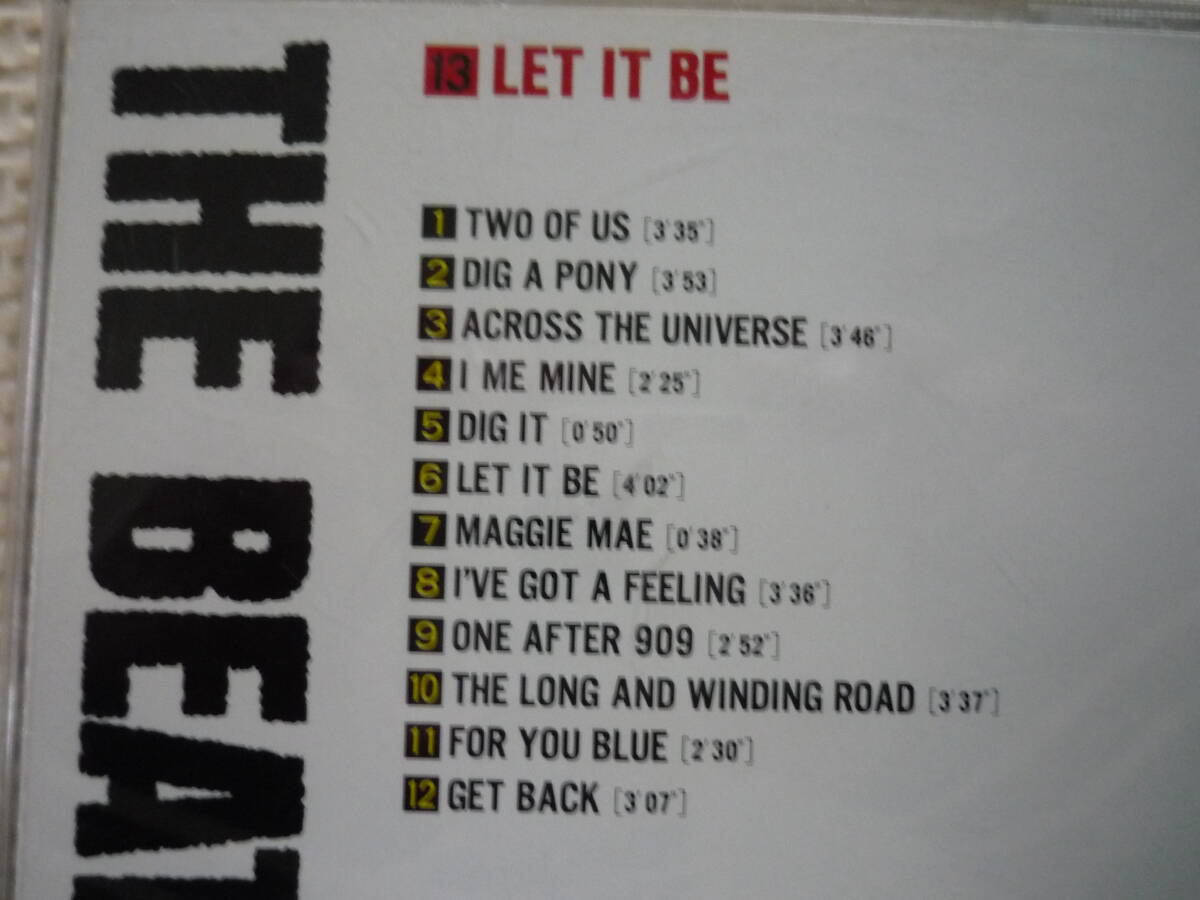 THE BEAT
13 LET IT BE
1 TWO OF US [3'35"]
2 DIG A PONY [3'53]
3 ACROSS THE UNIVERSE [3'46"]
4 I ME MINE [2'25"]
5 DIG IT [0'50"]
6 LET IT BE [4'02"]
7 MAGGIE MAE [0'38"]
8 I'VE GOT A FEELING [3'36"]
9 ONE AFTER 909 [2'52"]
10 THE LONG AND WINDING ROAD [3'37"]
11 FOR YOU BLUE [2'30"]
12 GET BACK [3'07"]